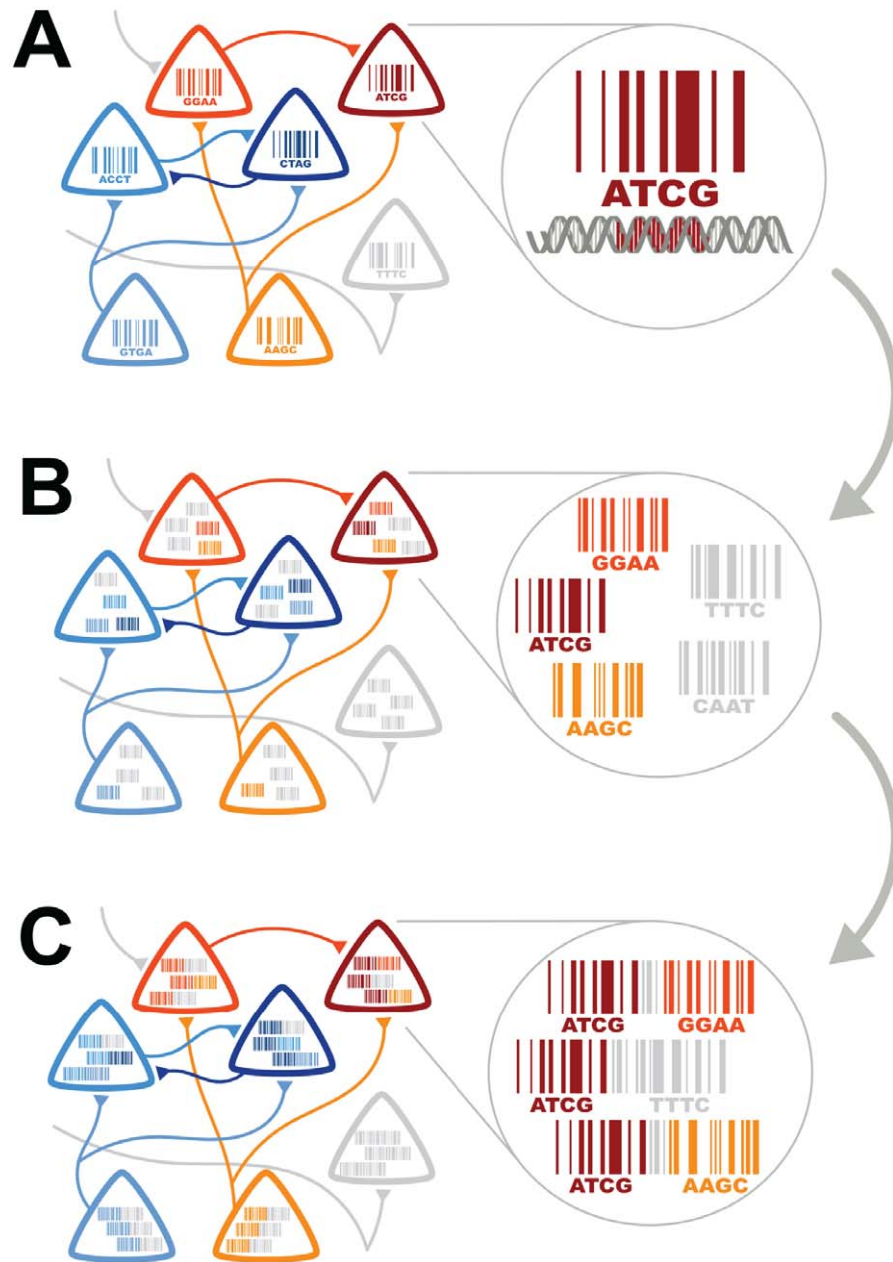 A
GGAA
ATCG
CTAG
ACCT
ATCG
TTTC
GTGA
AAGC
B
GGAA
TTTC
ATCG
CAAT
AAGC
C
ATCG GGAA
ATCG TTTC
ATCG AAGC